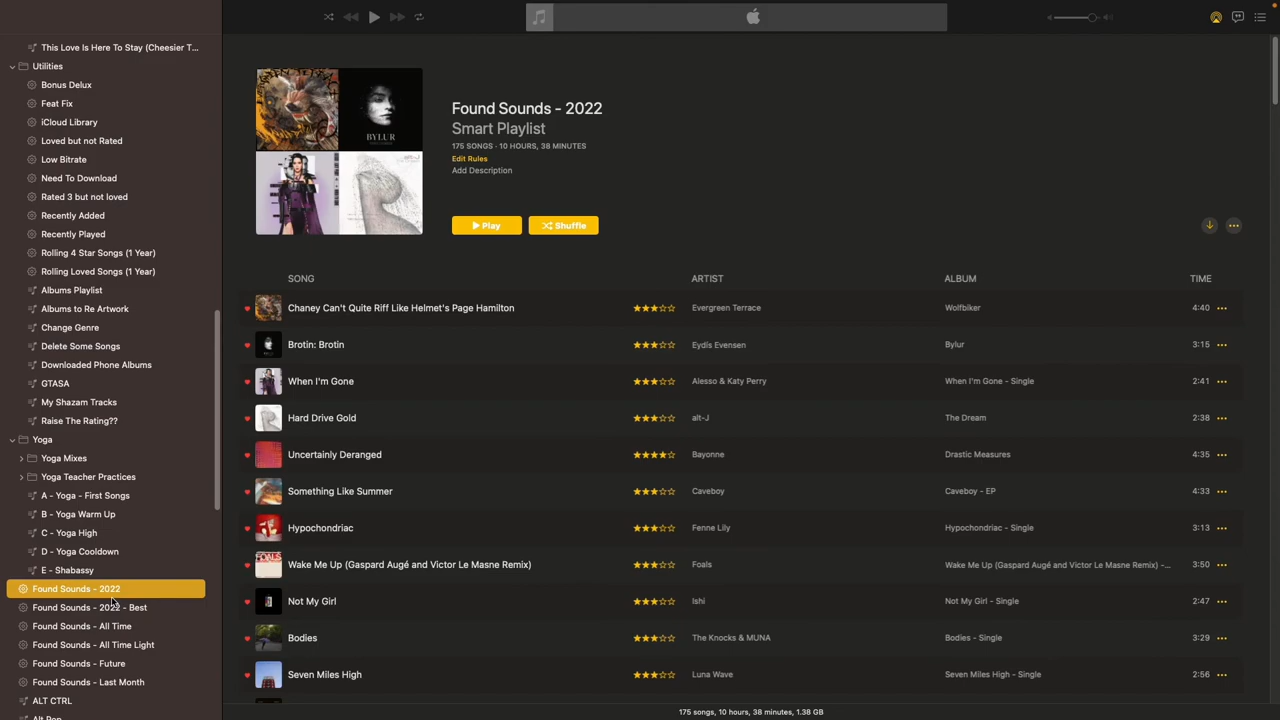 This Love Is Here To Stay (Cheesier T...
Utilities
Bonus Delux
Feat Fix
iCloud Library
Loved but not Rated
Low Bitrate
Need To Download
Rated 3 but not loved
Recently Added
Recently Played
Rolling 4 Star Songs (1 Year)
Rolling Loved Songs (1 Year)
Albums Playlist
Albums to Re Artwork
Change Genre
Delete Some Songs
Downloaded Phone Albums
GTASA
My Shazam Tracks
Raise The Rating??
Yoga
Yoga Mixes
Yoga Teacher Practices
A - Yoga - First Songs
B - Yoga Warm Up
C - Yoga High
D - Yoga Cooldown
E - Shabassy
Found Sounds - 2022
Found Sounds - 2022 - Best
Found Sounds - All Time
Found Sounds - All Time Light
Found Sounds - Future
Found Sounds - Last Month
ALT CTRL
Alt Pop
BYLUR
Found Sounds - 2022
Smart Playlist
175 SONGS · 10 HOURS, 38 MINUTES
Edit Rules
Add Description
Play
Shuffle
SONG ARTIST ALBUM TIME
Chaney Can't Quite Riff Like Helmet's Page Hamilton Evergreen Terrace Wolfbiker 4:40
Brotin: Brotin Eydís Evensen Bylur 3:15
When I'm Gone Alesso & Katy Perry When I'm Gone - Single 2:41
Hard Drive Gold alt-J The Dream 2:38
Uncertainly Deranged Bayonne Drastic Measures 4:35
Something Like Summer Caveboy Caveboy - EP 4:33
Hypochondriac Fenne Lily Hypochondriac - Single 3:13
FOALS
Wake Me Up (Gaspard Augé and Victor Le Masne Remix) Foals Wake Me Up (Gaspard Augé and Victor Le Masne Remix) -... 3:50
Not My Girl Ishi Not My Girl - Single 2:47
Bodies The Knocks & MUNA Bodies - Single 3:29
Seven Miles High Luna Wave Seven Miles High - Single 2:56
175 songs, 10 hours, 38 minutes, 1.38 GB